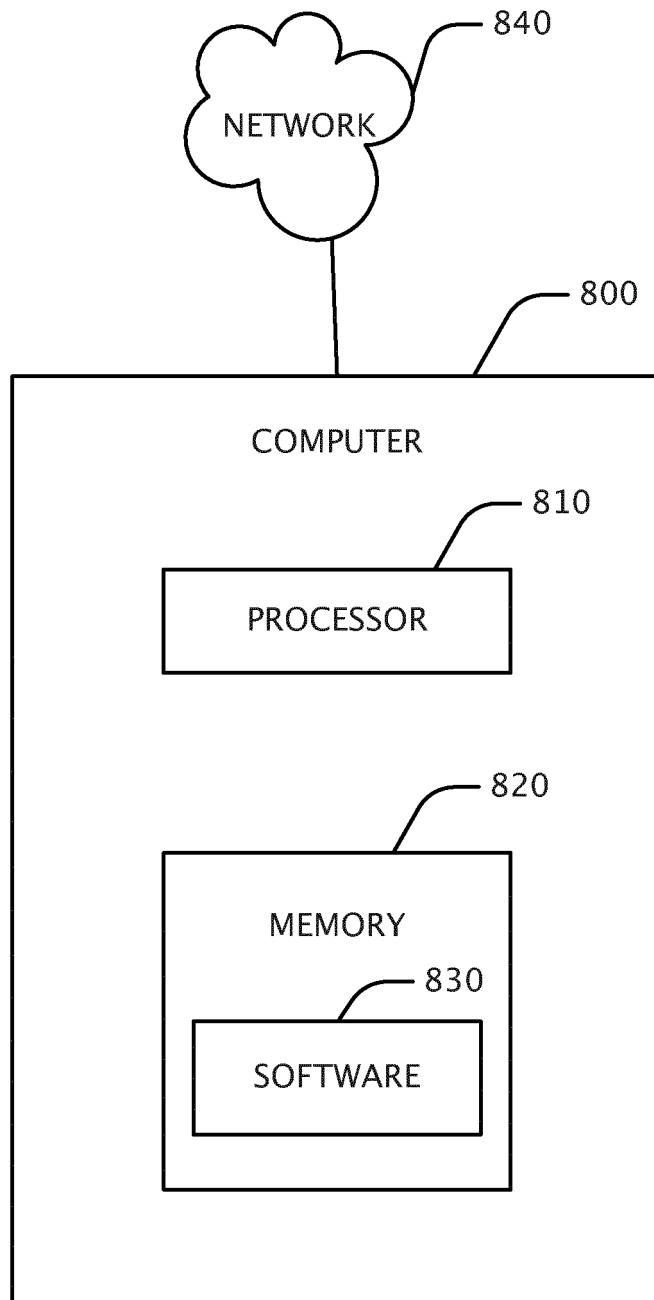 840
NETWORK
800
COMPUTER
810
PROCESSOR
820
MEMORY
830
SOFTWARE